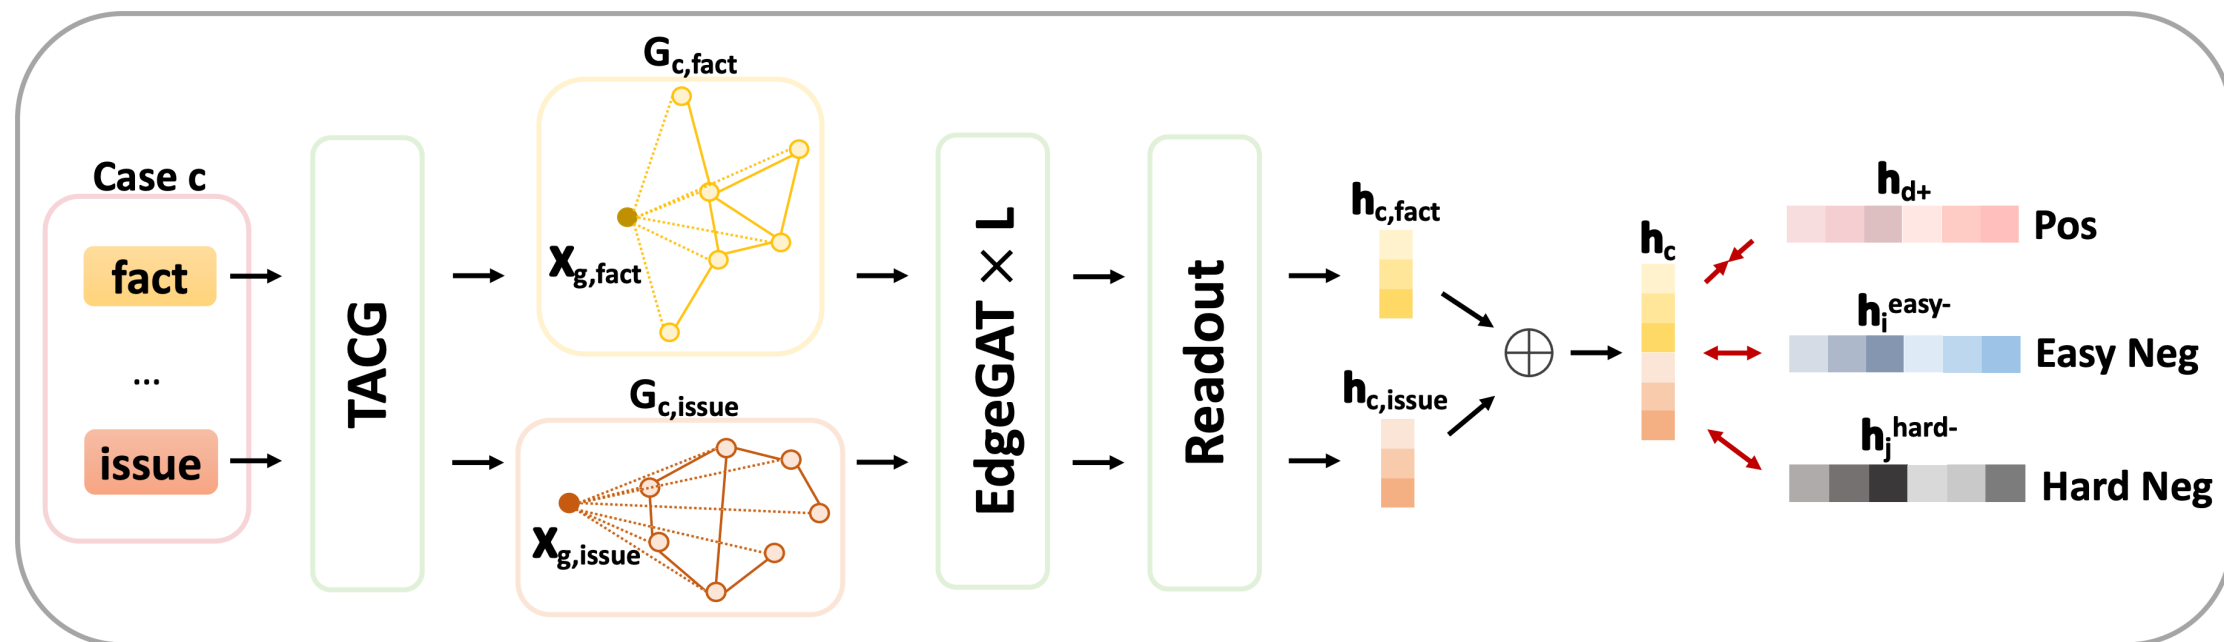 Case c
fact
...
issue
TACG
G_c,fact
X_g,fact
G_c,issue
X_g,issue
EdgeGAT × L
Readout
h_c,fact
h_c,issue
h_c
h_d+
Pos
h_i^easy-
Easy Neg
h_j^hard-
Hard Neg